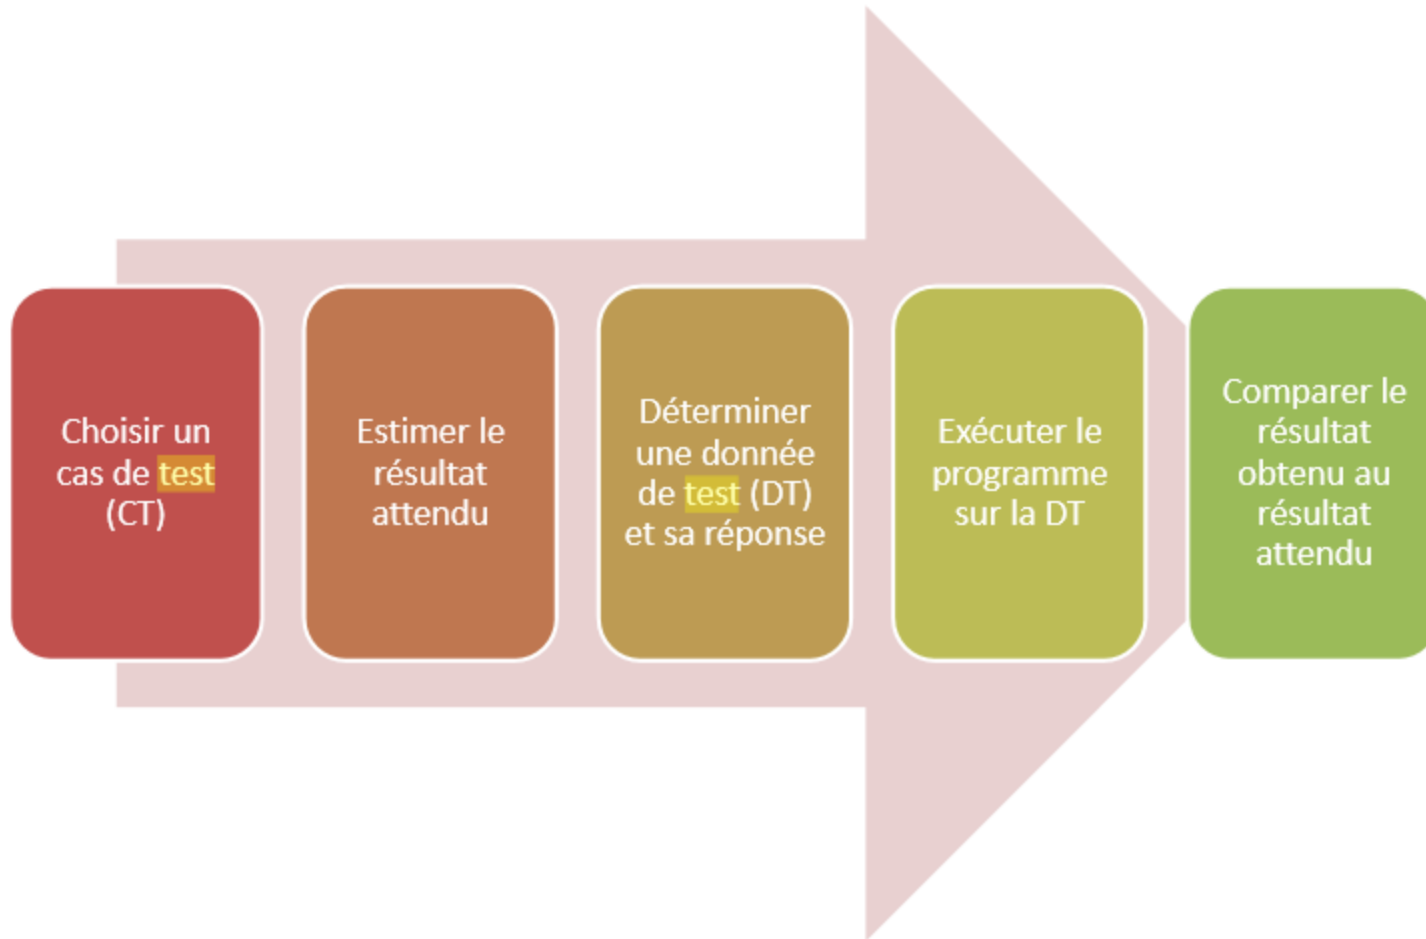 Choisir un
cas de test
(CT)
Estimer le
résultat
attendu
Déterminer
une donnée
de test (DT)
et sa réponse
Exécuter le
programme
sur la DT
Comparer le
résultat
obtenu au
résultat
attendu